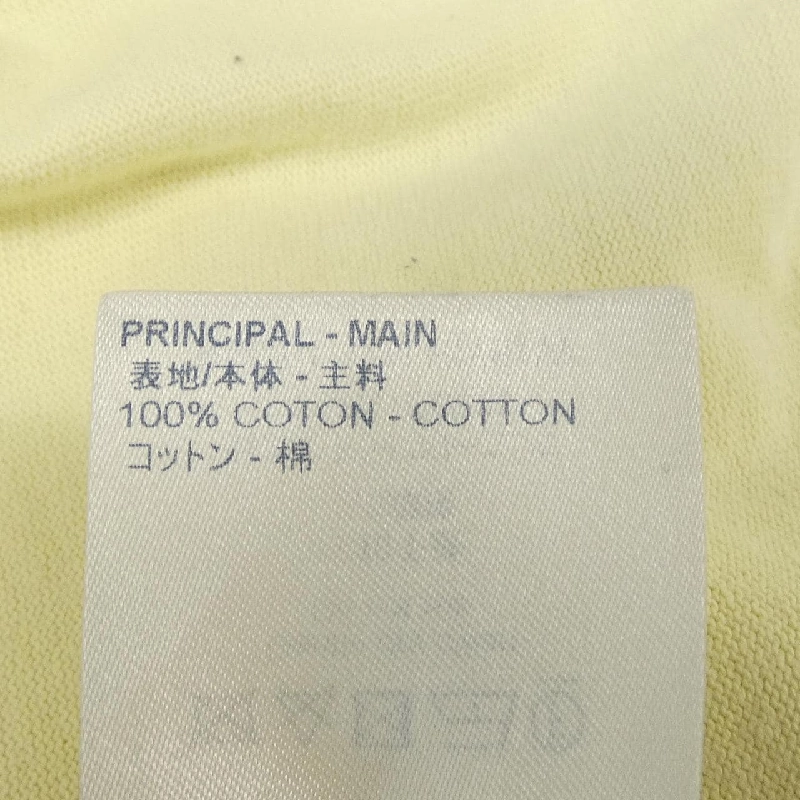 PRINCIPAL - MAIN
表地/本体 - 主料
100% COTON - COTTON
コットン - 棉